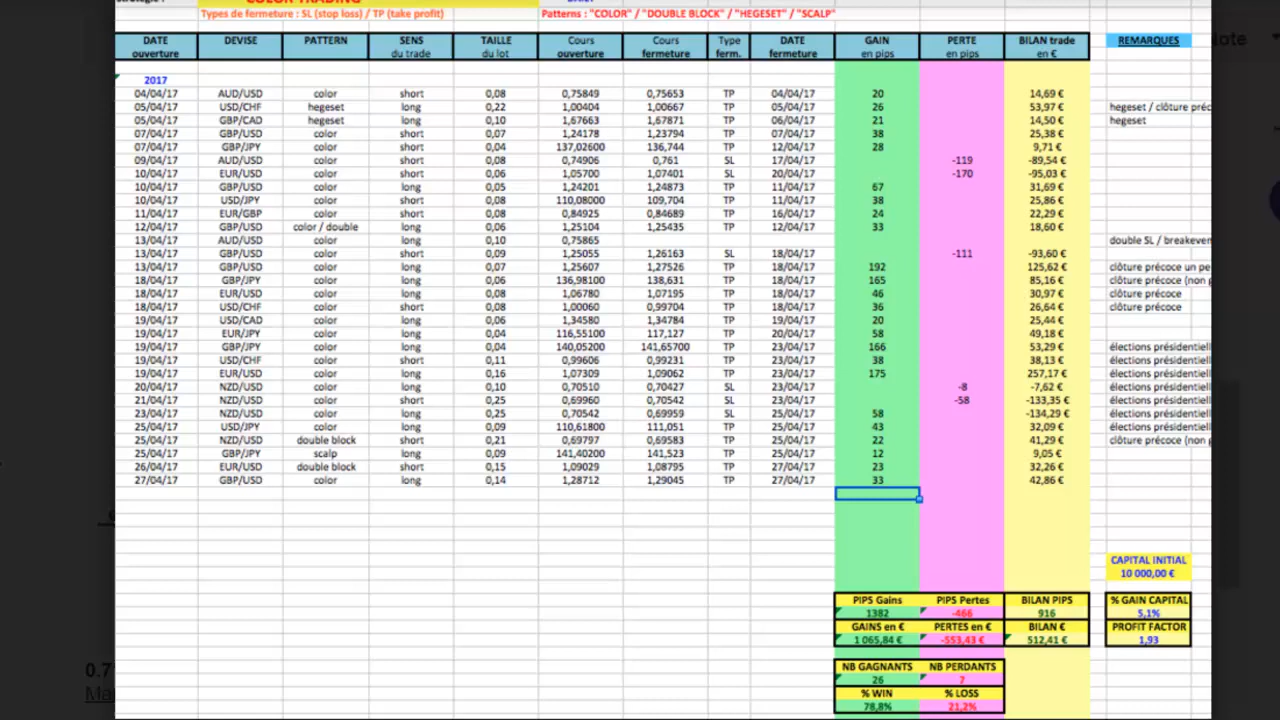 COLOR TRADING
Types de fermeture : SL (stop loss) / TP (take profit) Patterns : "COLOR" / "DOUBLE BLOCK" / "HEGESET" / "SCALP"
DATE DEVISE PATTERN SENS TAILLE Cours Cours Type DATE GAIN PERTE BILAN trade REMARQUES
ouverture du trade du lot ouverture fermeture ferm. fermeture en pips en pips en €
2017
04/04/17 AUD/USD color short 0,08 0,75849 0,75653 TP 04/04/17 20 14,69 €
05/04/17 USD/CHF hegeset long 0,22 1,00404 1,00667 TP 05/04/17 26 53,97 € hegeset / clôture préc
05/04/17 GBP/CAD hegeset long 0,10 1,67663 1,67871 TP 06/04/17 21 14,50 € hegeset
07/04/17 GBP/USD color short 0,07 1,24178 1,23794 TP 07/04/17 38 25,38 €
07/04/17 GBP/JPY color short 0,04 137,02600 136,744 TP 12/04/17 28 9,71 €
09/04/17 AUD/USD color short 0,08 0,74906 0,761 SL 17/04/17 -119 -89,54 €
10/04/17 EUR/USD color short 0,06 1,05700 1,07401 SL 20/04/17 -170 -95,03 €
10/04/17 GBP/USD color long 0,05 1,24201 1,24873 TP 11/04/17 67 31,69 €
10/04/17 USD/JPY color short 0,08 110,08000 109,704 TP 11/04/17 38 25,86 €
11/04/17 EUR/GBP color short 0,08 0,84925 0,84689 TP 16/04/17 24 22,29 €
12/04/17 GBP/USD color / double long 0,06 1,25104 1,25435 TP 12/04/17 33 18,60 €
13/04/17 AUD/USD color long 0,10 0,75865 double SL / breakeven
13/04/17 GBP/USD color short 0,09 1,25055 1,26163 SL 18/04/17 -111 -93,60 €
13/04/17 GBP/USD color long 0,07 1,25607 1,27526 TP 18/04/17 192 125,62 € clôture précoce un pe
18/04/17 GBP/JPY color long 0,06 136,98100 138,631 TP 18/04/17 165 85,16 € clôture précoce (non
18/04/17 EUR/USD color long 0,08 1,06780 1,07195 TP 18/04/17 46 30,97 € clôture précoce
18/04/17 USD/CHF color short 0,08 1,00060 0,99704 TP 18/04/17 36 26,64 € clôture précoce
19/04/17 USD/CAD color long 0,06 1,34580 1,34784 TP 19/04/17 20 25,44 €
19/04/17 EUR/JPY color long 0,04 116,55100 117,127 TP 20/04/17 58 49,18 €
19/04/17 GBP/JPY color long 0,04 140,05200 141,65700 TP 23/04/17 166 53,29 € élections présidentiell
19/04/17 USD/CHF color short 0,11 0,99606 0,99231 TP 23/04/17 38 38,13 € élections présidentiell
19/04/17 EUR/USD color long 0,16 1,07309 1,09062 TP 23/04/17 175 257,17 € élections présidentiell
20/04/17 NZD/USD color long 0,10 0,70510 0,70427 SL 23/04/17 -8 -7,62 € élections présidentiell
21/04/17 NZD/USD color short 0,25 0,69960 0,70542 SL 23/04/17 -58 -133,35 € élections présidentiell
23/04/17 NZD/USD color long 0,25 0,70542 0,69959 SL 25/04/17 58 -134,29 € élections présidentiell
25/04/17 USD/JPY color long 0,09 110,61800 111,051 TP 25/04/17 43 32,09 € élections présidentiell
25/04/17 NZD/USD double block short 0,21 0,69797 0,69583 TP 25/04/17 22 41,29 € clôture précoce (non
25/04/17 GBP/JPY scalp long 0,09 141,40200 141,523 TP 25/04/17 12 9,05 €
26/04/17 EUR/USD double block short 0,15 1,09029 1,08795 TP 27/04/17 23 32,26 €
27/04/17 GBP/USD color long 0,14 1,28712 1,29045 TP 27/04/17 33 42,86 €
CAPITAL INITIAL
10 000,00 €
PIPS Gains PIPS Pertes BILAN PIPS % GAIN CAPITAL
1382 -466 916 5,1%
GAINS en € PERTES en € BILAN € PROFIT FACTOR
1 065,84 € -553,43 € 512,41 € 1,93
NB GAGNANTS NB PERDANTS
26 7
% WIN % LOSS
78,8% 21,2%